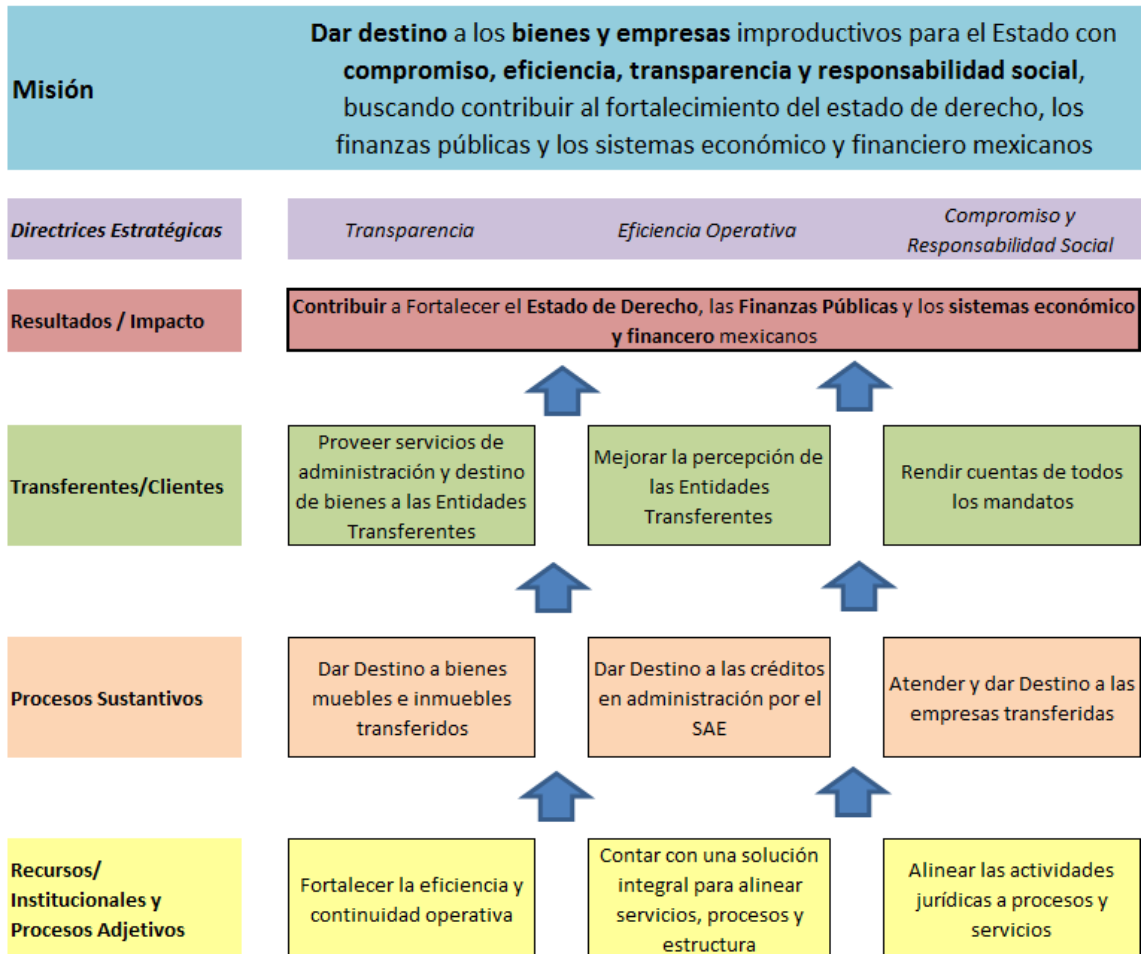 Misión
Dar destino a los bienes y empresas improductivos para el Estado con
compromiso, eficiencia, transparencia y responsabilidad social,
buscando contribuir al fortalecimiento del estado de derecho, los
finanzas públicas y los sistemas económico y financiero mexicanos
Directrices Estratégicas
Transparencia
Eficiencia Operativa
Compromiso y
Responsabilidad Social
Resultados / Impacto
Contribuir a Fortalecer el Estado de Derecho, las Finanzas Públicas y los sistemas económico
y financero mexicanos
Transferentes/Clientes
Proveer servicios de
administración y destino
de bienes a las Entidades
Transferentes
Mejorar la percepción de
las Entidades
Transferentes
Rendir cuentas de todos
los mandatos
Procesos Sustantivos
Dar Destino a bienes
muebles e inmuebles
transferidos
Dar Destino a las créditos
en administración por el
SAE
Atender y dar Destino a las
empresas transferidas
Recursos/
Institucionales y
Procesos Adjetivos
Fortalecer la eficiencia y
continuidad operativa
Contar con una solución
integral para alinear
servicios, procesos y
estructura
Alinear las actividades
jurídicas a procesos y
servicios